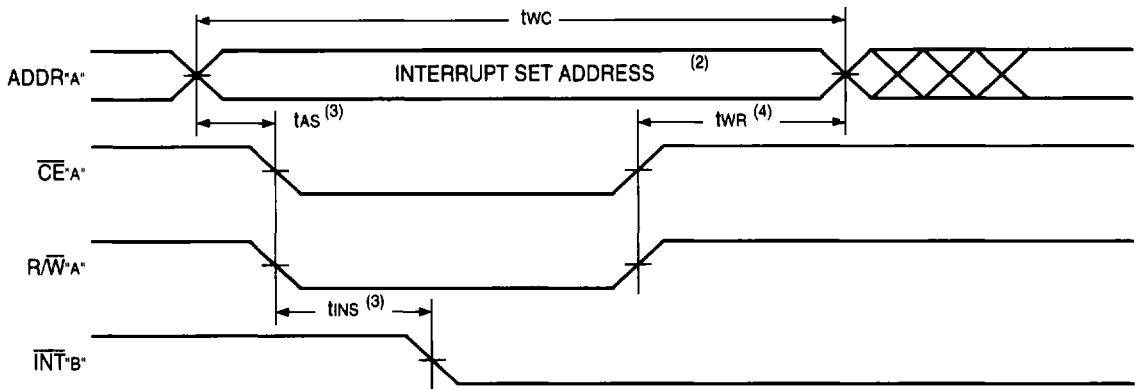 tWC
ADDR"A"
INTERRUPT SET ADDRESS (2)
tAS (3)
tWR (4)
CE"A"
R/W"A"
tINS (3)
INT"B"